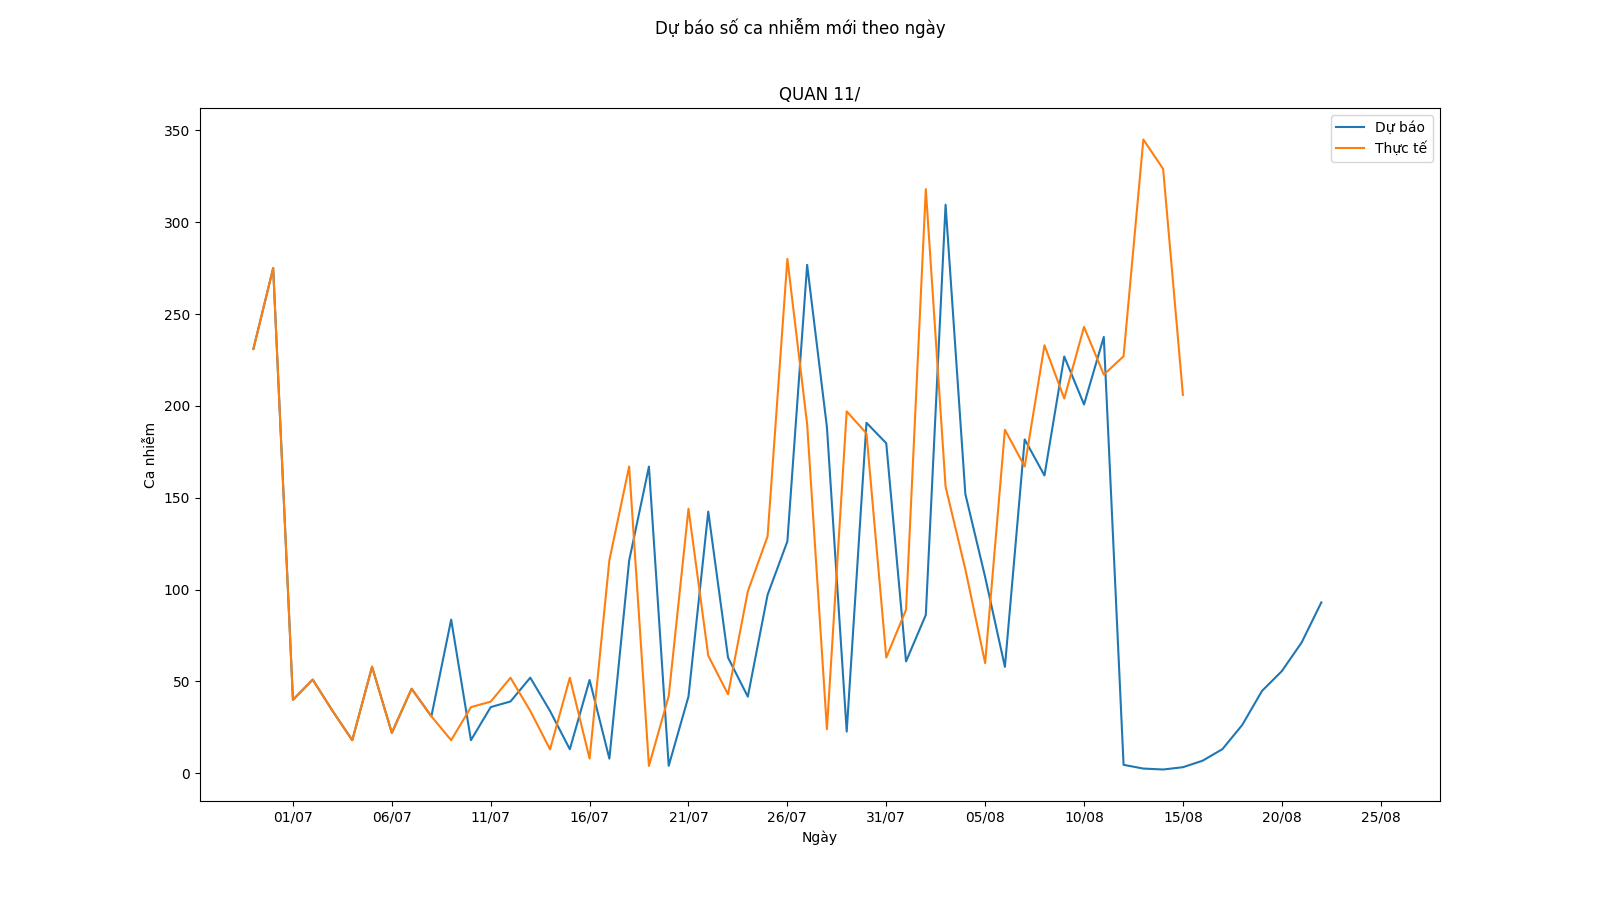 Dự báo số ca nhiễm mới theo ngày
QUAN 11/
Dự báo
Thực tế
350
300
250
200
150
100
50
0
Ca nhiễm
01/07 06/07 11/07 16/07 21/07 26/07 31/07 05/08 10/08 15/08 20/08 25/08
Ngày